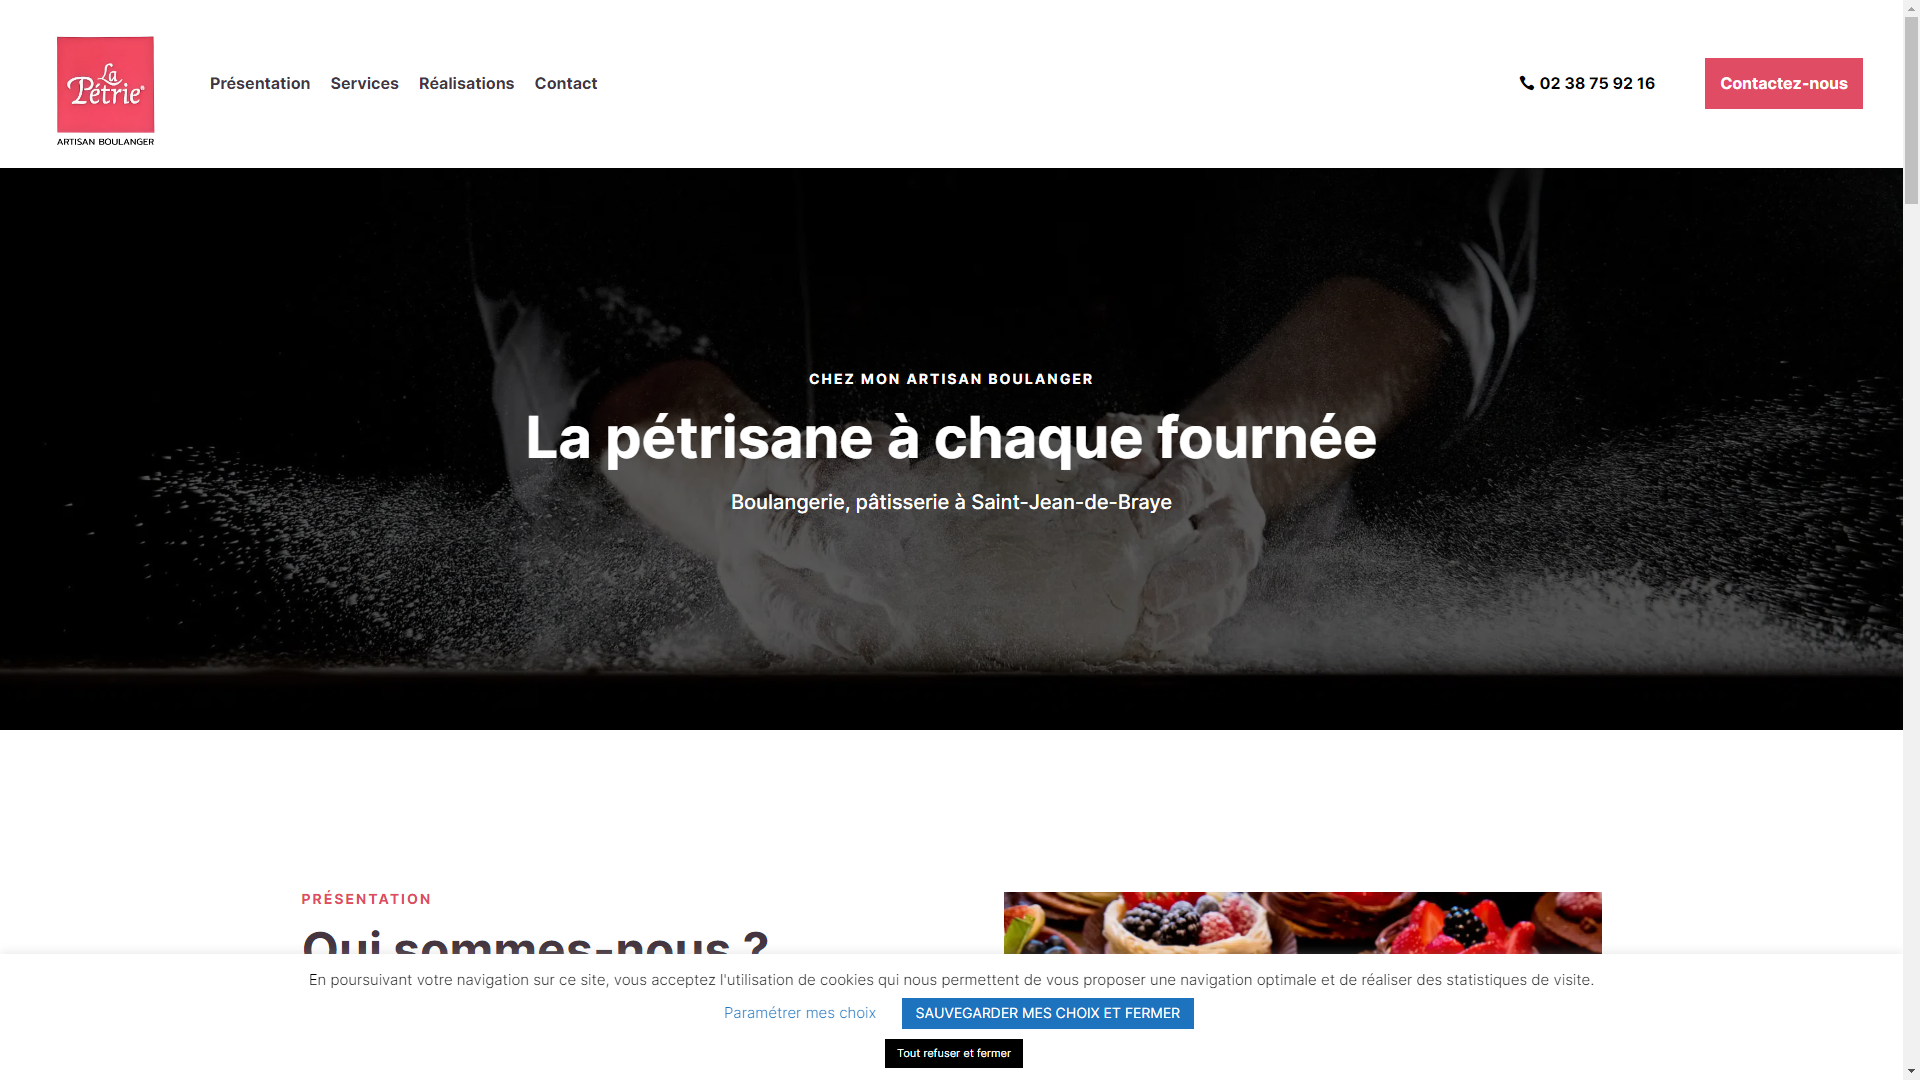 La
Pétrie
ARTISAN BOULANGER
Présentation
Services
Réalisations
Contact
02 38 75 92 16
Contactez-nous
CHEZ MON ARTISAN BOULANGER
La pétrisane à chaque fournée
Boulangerie, pâtisserie à Saint-Jean-de-Braye
PRÉSENTATION
Qui sommes-nous ?
En poursuivant votre navigation sur ce site, vous acceptez l'utilisation de cookies qui nous permettent de vous proposer une navigation optimale et de réaliser des statistiques de visite.
Paramétrer mes choix
SAUVEGARDER MES CHOIX ET FERMER
Tout refuser et fermer